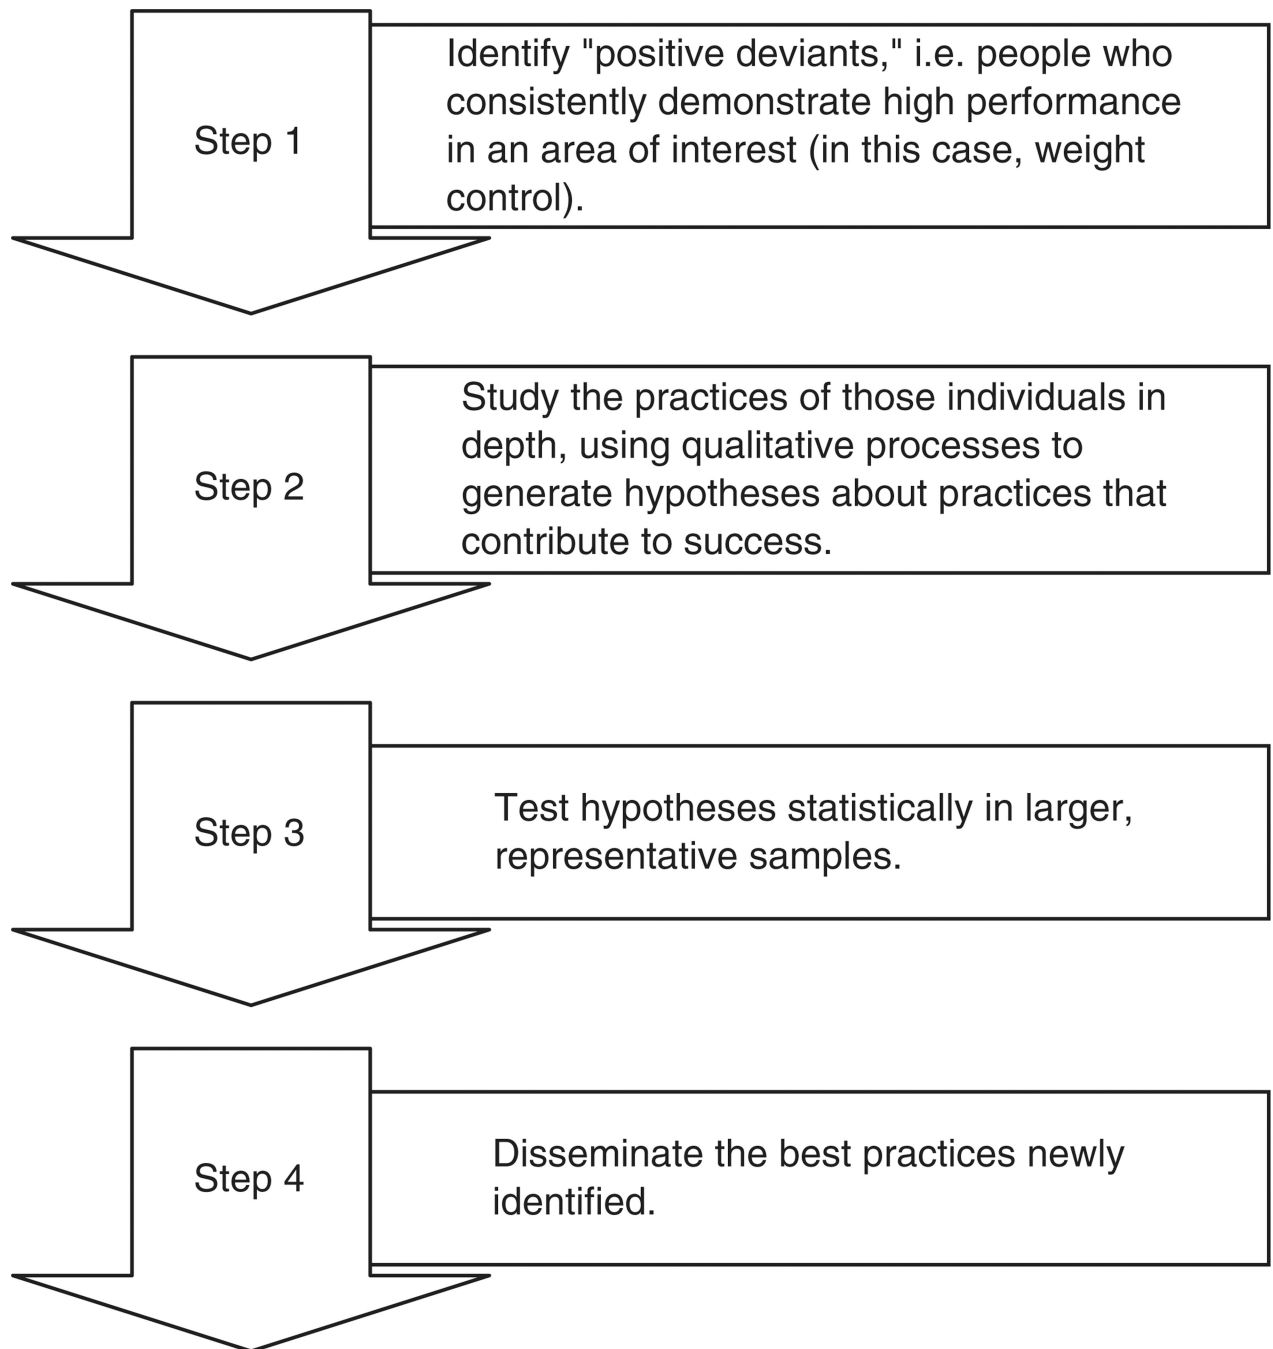 Step 1
Identify "positive deviants," i.e. people who
consistently demonstrate high performance
in an area of interest (in this case, weight
control).
Step 2
Study the practices of those individuals in
depth, using qualitative processes to
generate hypotheses about practices that
contribute to success.
Step 3
Test hypotheses statistically in larger,
representative samples.
Step 4
Disseminate the best practices newly
identified.